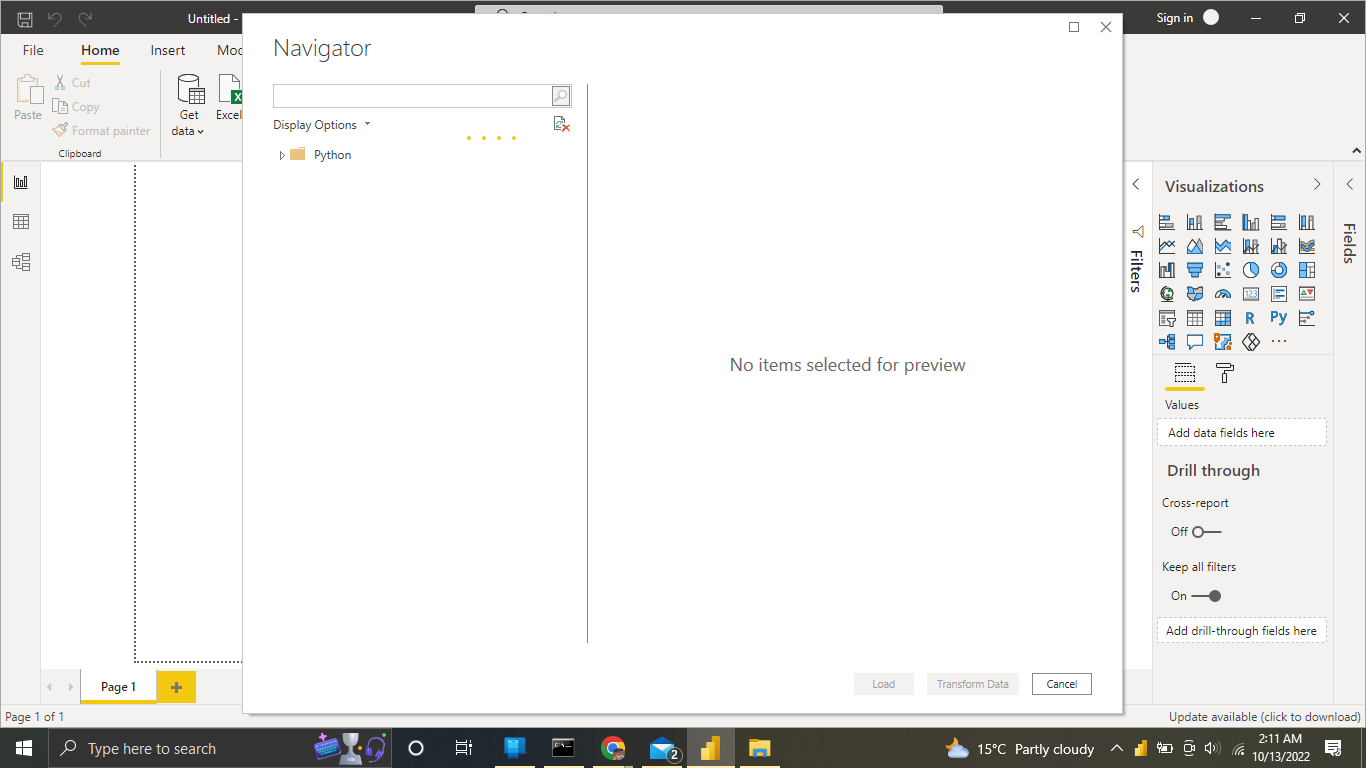 Untitled -
Sign in
File
Home
Insert
Navigator
Paste
Cut
Copy
Format painter
Clipboard
Get
data
Excel
Display Options
Python
No items selected for preview
Load
Transform Data
Cancel
Filters
Visualizations
Fields
123
R
Py
Values
Add data fields here
Drill through
Cross-report
Off
Keep all filters
On
Add drill-through fields here
Page 1
Page 1 of 1
Update available (click to download)
Type here to search
2
15°C Partly cloudy
2:11 AM
10/13/2022